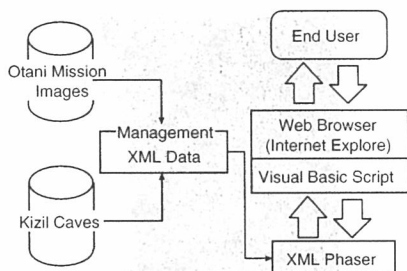 Otani Mission
Images
Kizil Caves
Management
XML Data
End User
Web Browser
(Internet Explore)
Visual Basic Script
XML Phaser